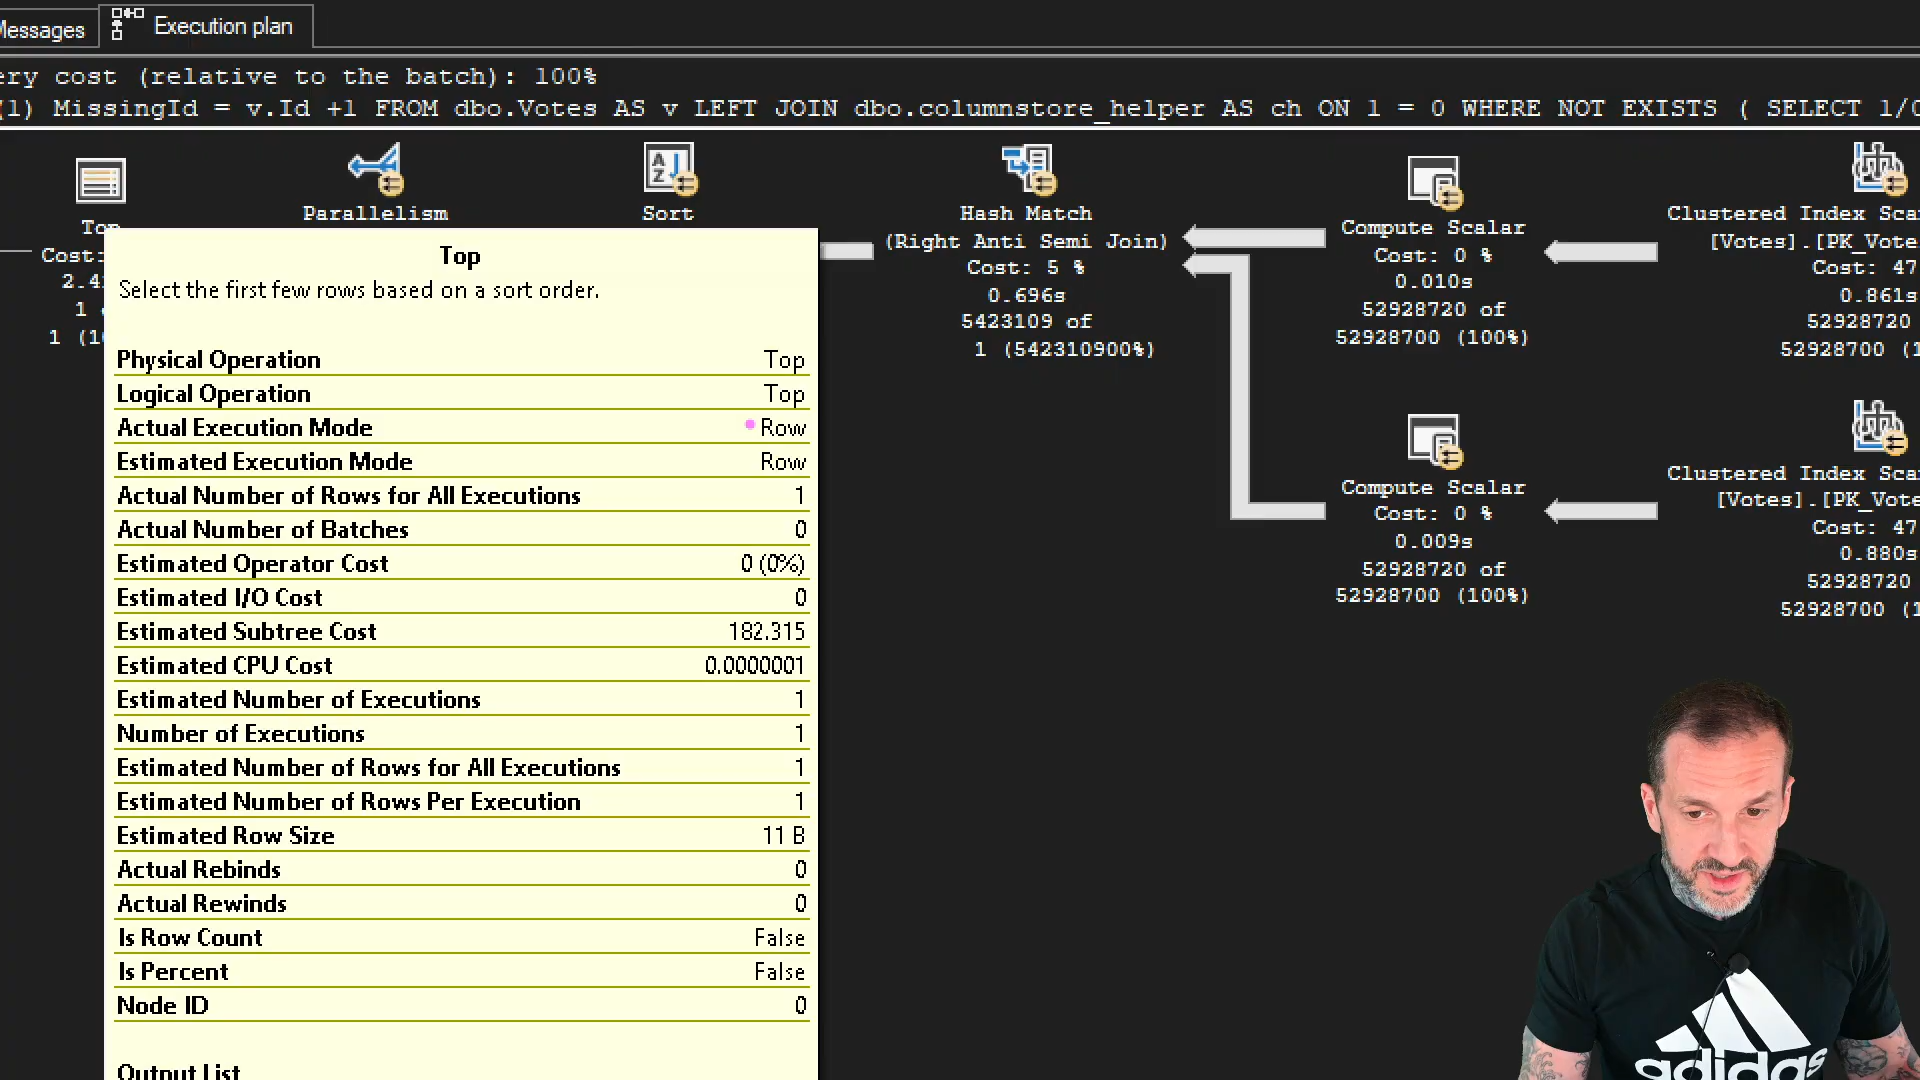 Messages
Execution plan
ery cost (relative to the batch): 100%
(1) MissingId = v.Id +1 FROM dbo.Votes AS v LEFT JOIN dbo.columnstore_helper AS ch ON 1 = 0 WHERE NOT EXISTS ( SELECT 1/0
Top
Cost:
2.4
1
1 (10
Parallelism
Sort
Hash Match
(Right Anti Semi Join)
Cost: 5 %
0.696s
5423109 of
1 (542310900%)
Compute Scalar
Cost: 0 %
0.010s
52928720 of
52928700 (100%)
Clustered Index Sca
[Votes].[PK_Vote
Cost: 47
0.861s
52928720
52928700 (1
Compute Scalar
Cost: 0 %
0.009s
52928720 of
52928700 (100%)
Clustered Index Sca
[Votes].[PK_Vote
Cost: 47
0.880s
52928720
52928700 (1
Top
Select the first few rows based on a sort order.
Physical Operation Top
Logical Operation Top
Actual Execution Mode Row
Estimated Execution Mode Row
Actual Number of Rows for All Executions 1
Actual Number of Batches 0
Estimated Operator Cost 0 (0%)
Estimated I/O Cost 0
Estimated Subtree Cost 182.315
Estimated CPU Cost 0.0000001
Estimated Number of Executions 1
Number of Executions 1
Estimated Number of Rows for All Executions 1
Estimated Number of Rows Per Execution 1
Estimated Row Size 11 B
Actual Rebinds 0
Actual Rewinds 0
Is Row Count False
Is Percent False
Node ID 0
Output List
adidas